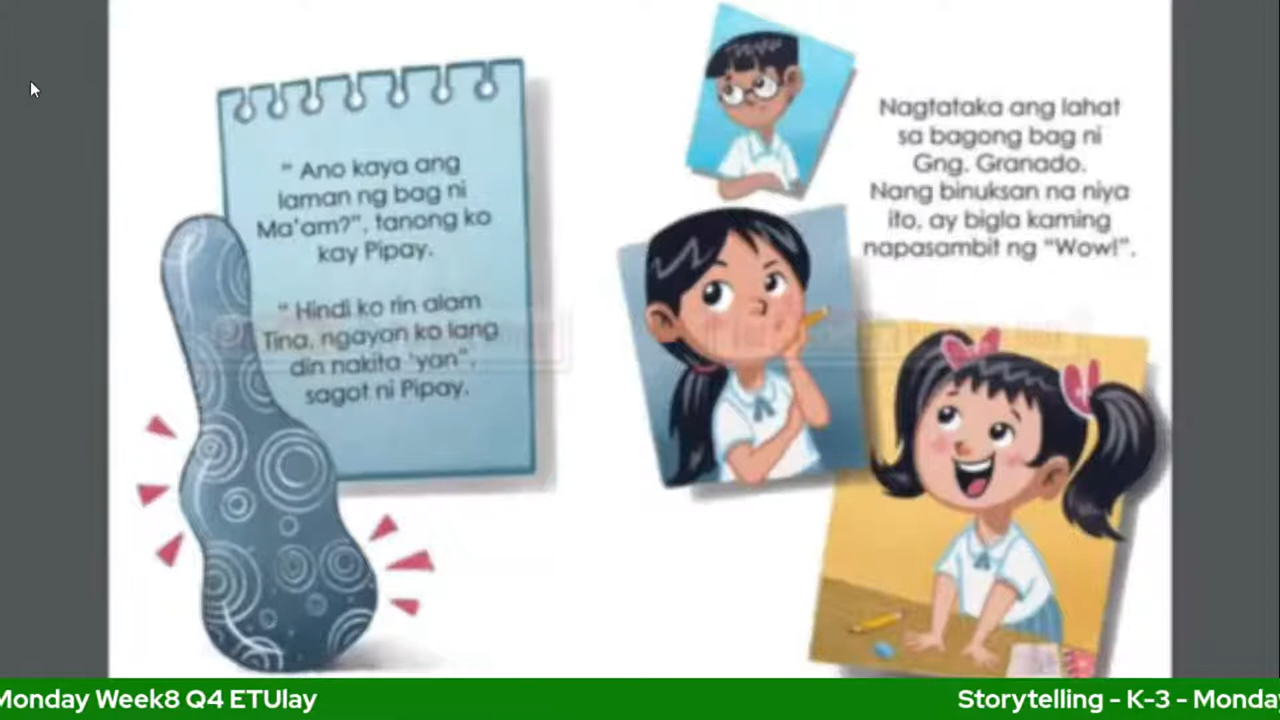 “ Ano kaya ang
laman ng bag ni
Ma'am?”, tanong ko
kay Pipay.
“ Hindi ko rin alam
Tina, ngayon ko lang
din nakita ‘yan”,
sagot ni Pipay.
Nagtataka ang lahat
sa bagong bag ni
Gng. Granado.
Nang binuksan na niya
ito, ay bigla kaming
napasambit ng “Wow!”.
Monday Week8 Q4 ETUlay
Storytelling - K-3 - Monda